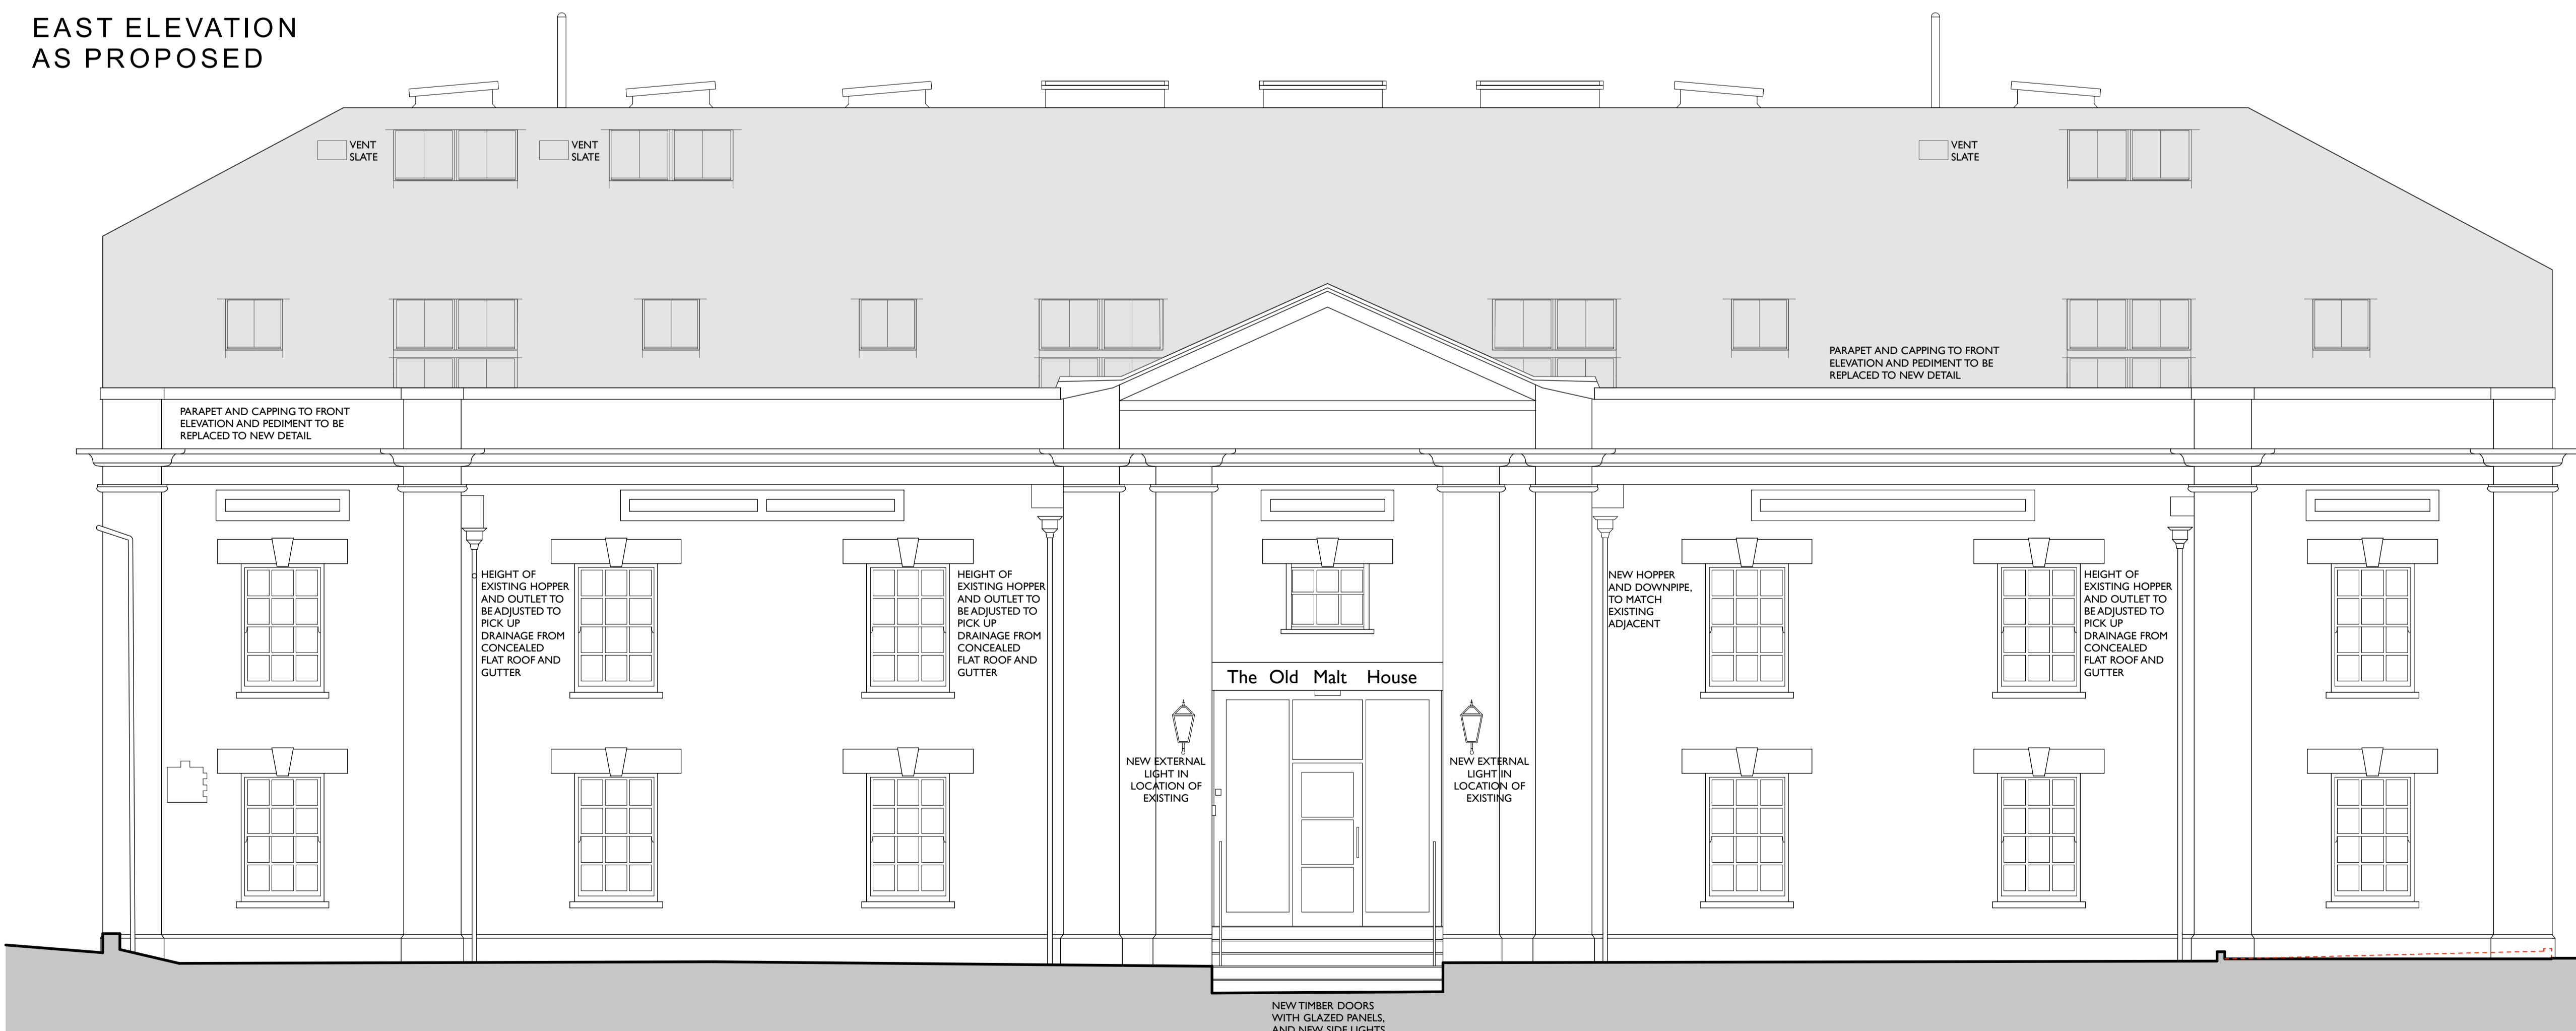 EAST ELEVATION
AS PROPOSED
VENT
SLATE
VENT
SLATE
VENT
SLATE
PARAPET AND CAPPING TO FRONT
ELEVATION AND PEDIMENT TO BE
REPLACED TO NEW DETAIL
PARAPET AND CAPPING TO FRONT
ELEVATION AND PEDIMENT TO BE
REPLACED TO NEW DETAIL
HEIGHT OF
EXISTING HOPPER
AND OUTLET TO
BE ADJUSTED TO
PICK UP
DRAINAGE FROM
CONCEALED
FLAT ROOF AND
GUTTER
HEIGHT OF
EXISTING HOPPER
AND OUTLET TO
BE ADJUSTED TO
PICK UP
DRAINAGE FROM
CONCEALED
FLAT ROOF AND
GUTTER
NEW HOPPER
AND DOWNPIPE,
TO MATCH
EXISTING
ADJACENT
HEIGHT OF
EXISTING HOPPER
AND OUTLET TO
BE ADJUSTED TO
PICK UP
DRAINAGE FROM
CONCEALED
FLAT ROOF AND
GUTTER
The Old Malt House
NEW EXTERNAL
LIGHT IN
LOCATION OF
EXISTING
NEW EXTERNAL
LIGHT IN
LOCATION OF
EXISTING
NEW TIMBER DOORS
WITH GLAZED PANELS,
AND NEW SIDE LIGHTS